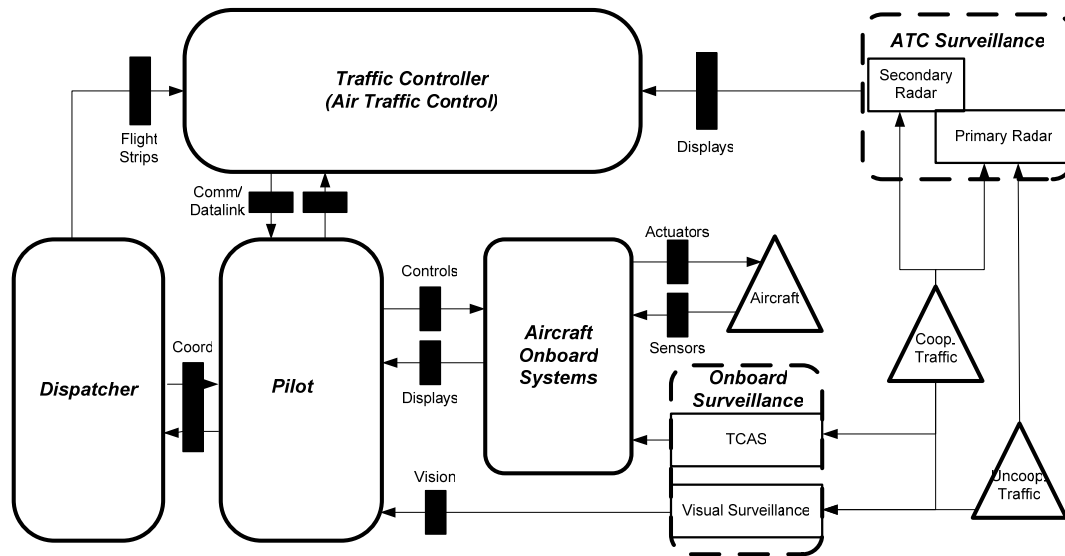 ATC Surveillance
Secondary
Radar
Primary Radar
Traffic Controller
(Air Traffic Control)
Flight
Strips
Displays
Comm/
Datalink
Actuators
Controls
Aircraft
Sensors
Coop.
Traffic
Aircraft
Onboard
Systems
Coord
Dispatcher
Pilot
Displays
Onboard
Surveillance
TCAS
Vision
Visual Surveillance
Uncoop.
Traffic